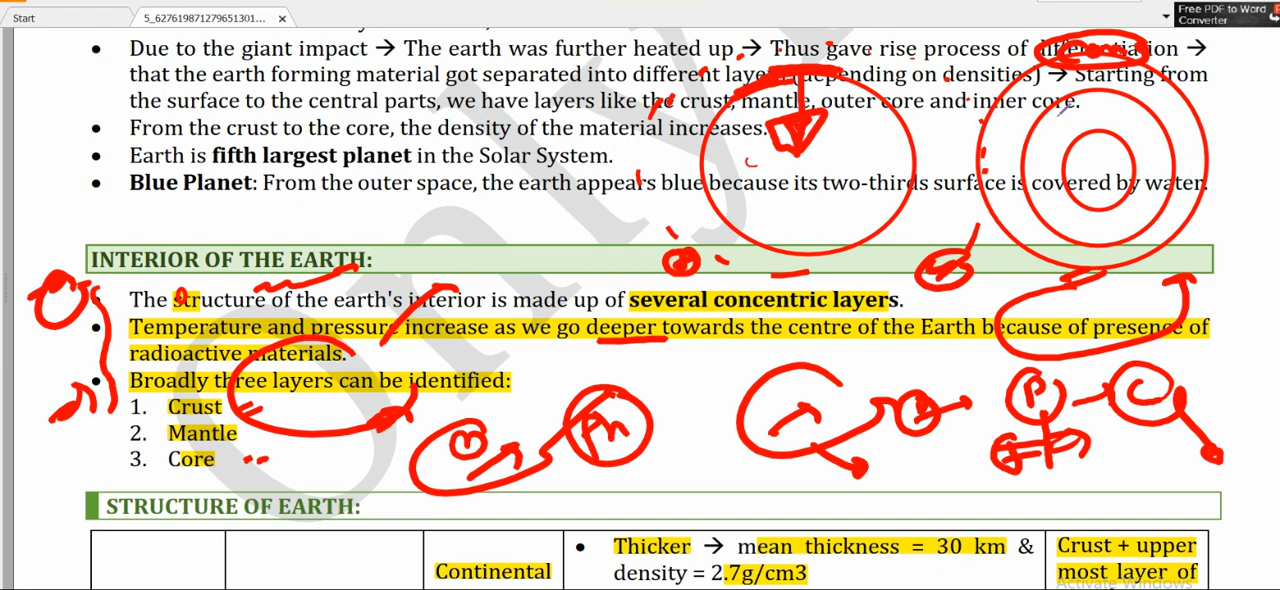 Start
5_627619871279651301...
Free PDF to Word
Converter
• Due to the giant impact → The earth was further heated up → Thus gave rise process of differentiation →
that the earth forming material got separated into different layers (depending on densities) → Starting from
the surface to the central parts, we have layers like the crust, mantle, outer core and inner core.
• From the crust to the core, the density of the material increases.
• Earth is fifth largest planet in the Solar System.
• Blue Planet: From the outer space, the earth appears blue because its two-thirds surface is covered by water.
INTERIOR OF THE EARTH:
• The structure of the earth's interior is made up of several concentric layers.
• Temperature and pressure increase as we go deeper towards the centre of the Earth because of presence of
radioactive materials.
• Broadly three layers can be identified:
1. Crust
2. Mantle
3. Core
P
C
STRUCTURE OF EARTH:
Continental
• Thicker → mean thickness = 30 km &
density = 2.7g/cm3
Crust + upper
most layer of
Activate Windows